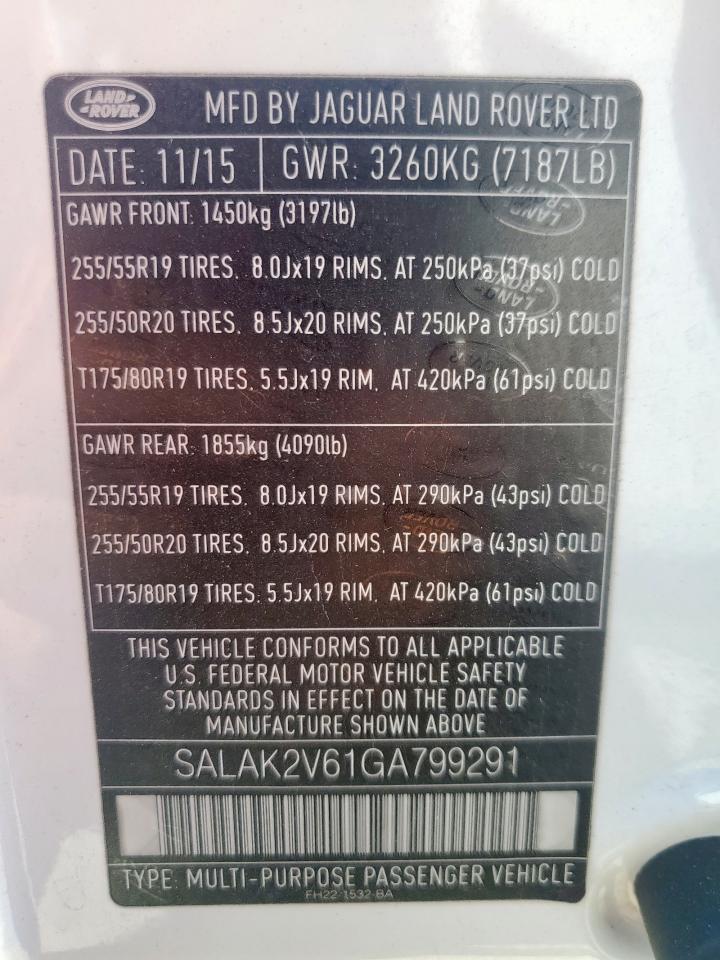 LAND-
-ROVER
MFD BY JAGUAR LAND ROVER LTD
DATE: 11/15 GWR: 3260KG (7187LB)
GAWR FRONT: 1450kg (3197lb)
255/55R19 TIRES, 8.0Jx19 RIMS, AT 250kPa (37psi) COLD
255/50R20 TIRES, 8.5Jx20 RIMS, AT 250kPa (37psi) COLD
T175/80R19 TIRES, 5.5Jx19 RIM, AT 420kPa (61psi) COLD
GAWR REAR: 1855kg (4090lb)
255/55R19 TIRES, 8.0Jx19 RIMS, AT 290kPa (43psi) COLD
255/50R20 TIRES, 8.5Jx20 RIMS, AT 290kPa (43psi) COLD
T175/80R19 TIRES, 5.5Jx19 RIM, AT 420kPa (61psi) COLD
THIS VEHICLE CONFORMS TO ALL APPLICABLE
U.S. FEDERAL MOTOR VEHICLE SAFETY
STANDARDS IN EFFECT ON THE DATE OF
MANUFACTURE SHOWN ABOVE
SALAK2V61GA799291
TYPE: MULTI-PURPOSE PASSENGER VEHICLE
FH22-1532-BA